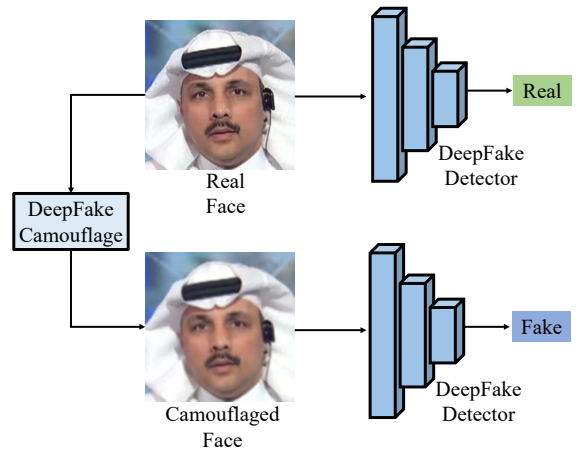 Real
DeepFake
Detector
Real
Face
DeepFake
Camouflage
Fake
DeepFake
Detector
Camouflaged
Face